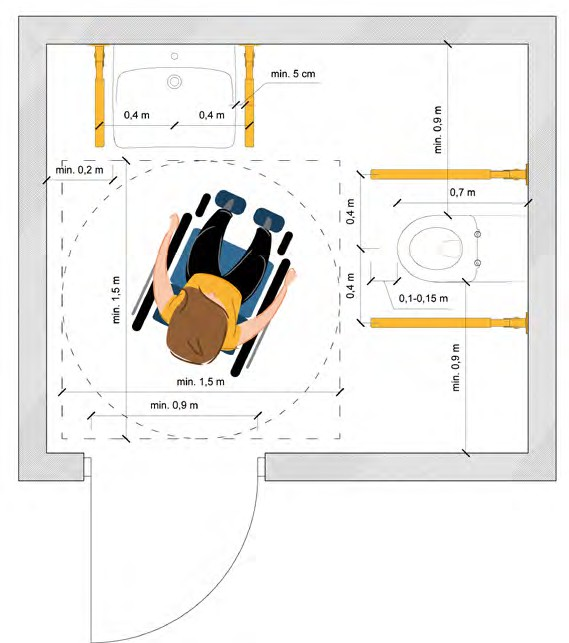 min. 5 cm
0,4 m
0,4 m
min. 0,9 m
min. 0,2 m
0,7 m
0,4 m
min. 1,5 m
0,4 m
0,1-0,15 m
min. 0,9 m
min. 1,5 m
min. 0,9 m